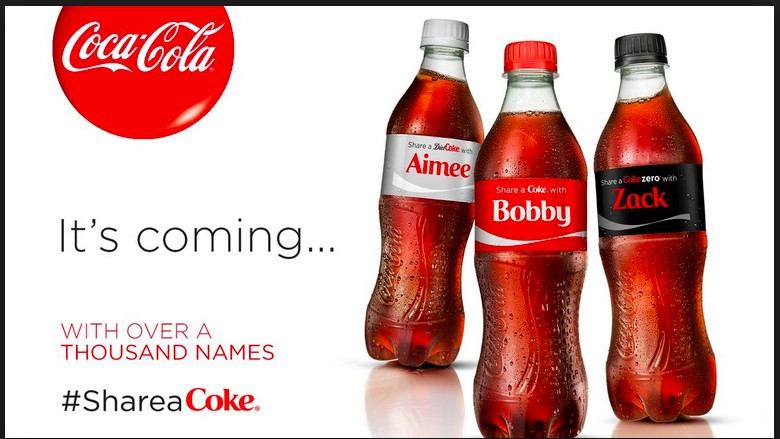 Coca-Cola
It's coming...
WITH OVER A
THOUSAND NAMES
#ShareaCoke
Share a Diet Coke with
Aimee
Share a Coke with
Bobby
Share a Coke zero with
Zack